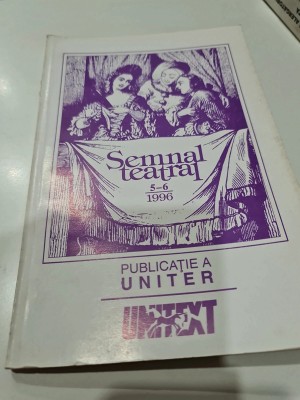 Semnal
teatral
5-6
1996
PUBLICAȚIE A
UNITER
UNITEXT